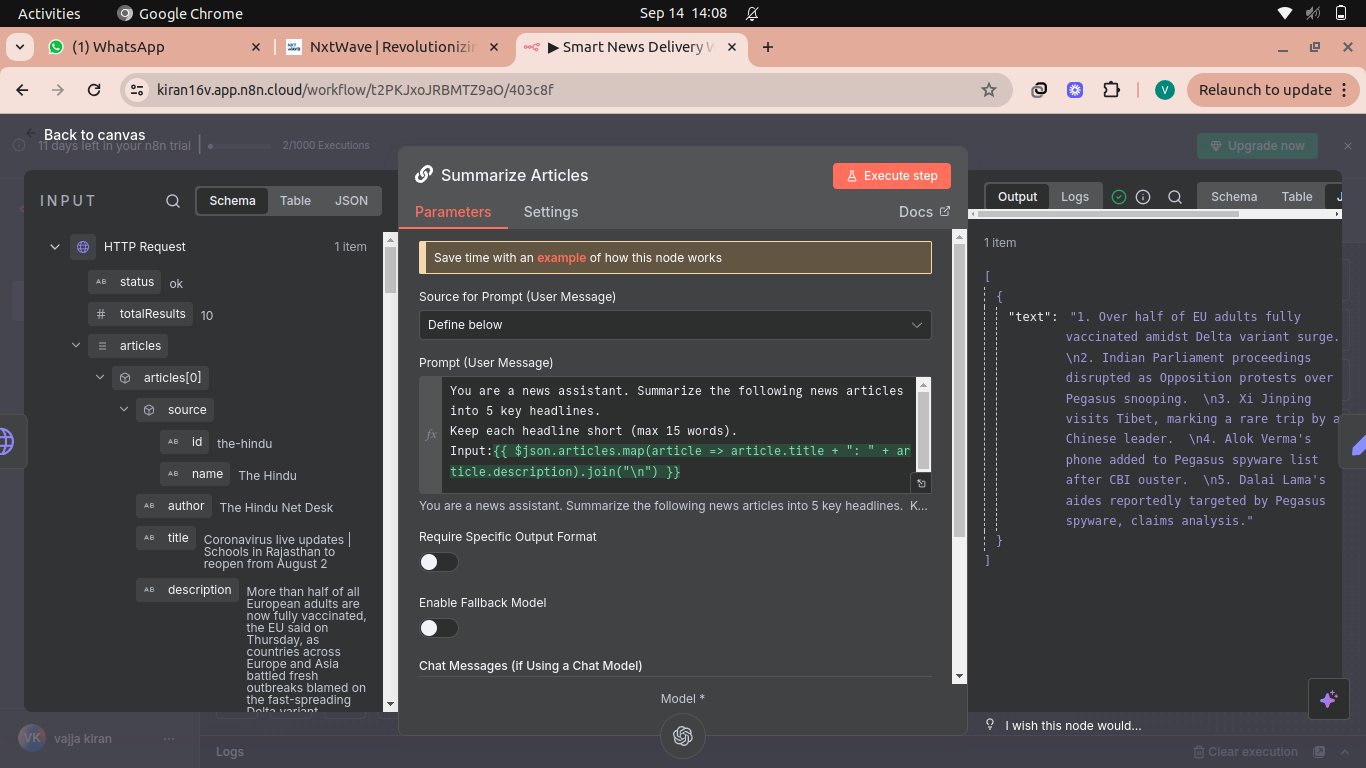 Activities
Google Chrome
Sep 14 14:08
(1) WhatsApp
NxtWave | Revolutionizi
▶ Smart News Delivery W
kiran16v.app.n8n.cloud/workflow/t2PKJxoJRBMTZ9aO/403c8f
V
Relaunch to update
Back to canvas
11 days left in your n8n trial
2/1000 Executions
Upgrade now
INPUT
Schema
Table
JSON
HTTP Request
1 item
AB status ok
# totalResults 10
articles
articles[0]
source
AB id the-hindu
AB name The Hindu
AB author The Hindu Net Desk
AB title Coronavirus live updates |
Schools in Rajasthan to
reopen from August 2
AB description More than half of all
European adults are
now fully vaccinated,
the EU said on
Thursday, as
countries across
Europe and Asia
battled fresh
outbreaks blamed on
the fast-spreading
Delta variant
Summarize Articles
Execute step
Parameters
Settings
Docs
Save time with an example of how this node works
Source for Prompt (User Message)
Define below
Prompt (User Message)
fx
You are a news assistant. Summarize the following news articles
into 5 key headlines.
Keep each headline short (max 15 words).
Input:{{ $json.articles.map(article => article.title + ": " + ar
ticle.description).join("\n") }}
You are a news assistant. Summarize the following news articles into 5 key headlines. K...
Require Specific Output Format
Enable Fallback Model
Chat Messages (if Using a Chat Model)
Model *
Output
Logs
Schema
Table
J
1 item
[
{
"text": "1. Over half of EU adults fully
vaccinated amidst Delta variant surge.
\n2. Indian Parliament proceedings
disrupted as Opposition protests over
Pegasus snooping. \n3. Xi Jinping
visits Tibet, marking a rare trip by a
Chinese leader. \n4. Alok Verma's
phone added to Pegasus spyware list
after CBI ouster. \n5. Dalai Lama's
aides reportedly targeted by Pegasus
spyware, claims analysis."
}
]
I wish this node would...
VK
vajja kiran
...
Logs
Clear execution